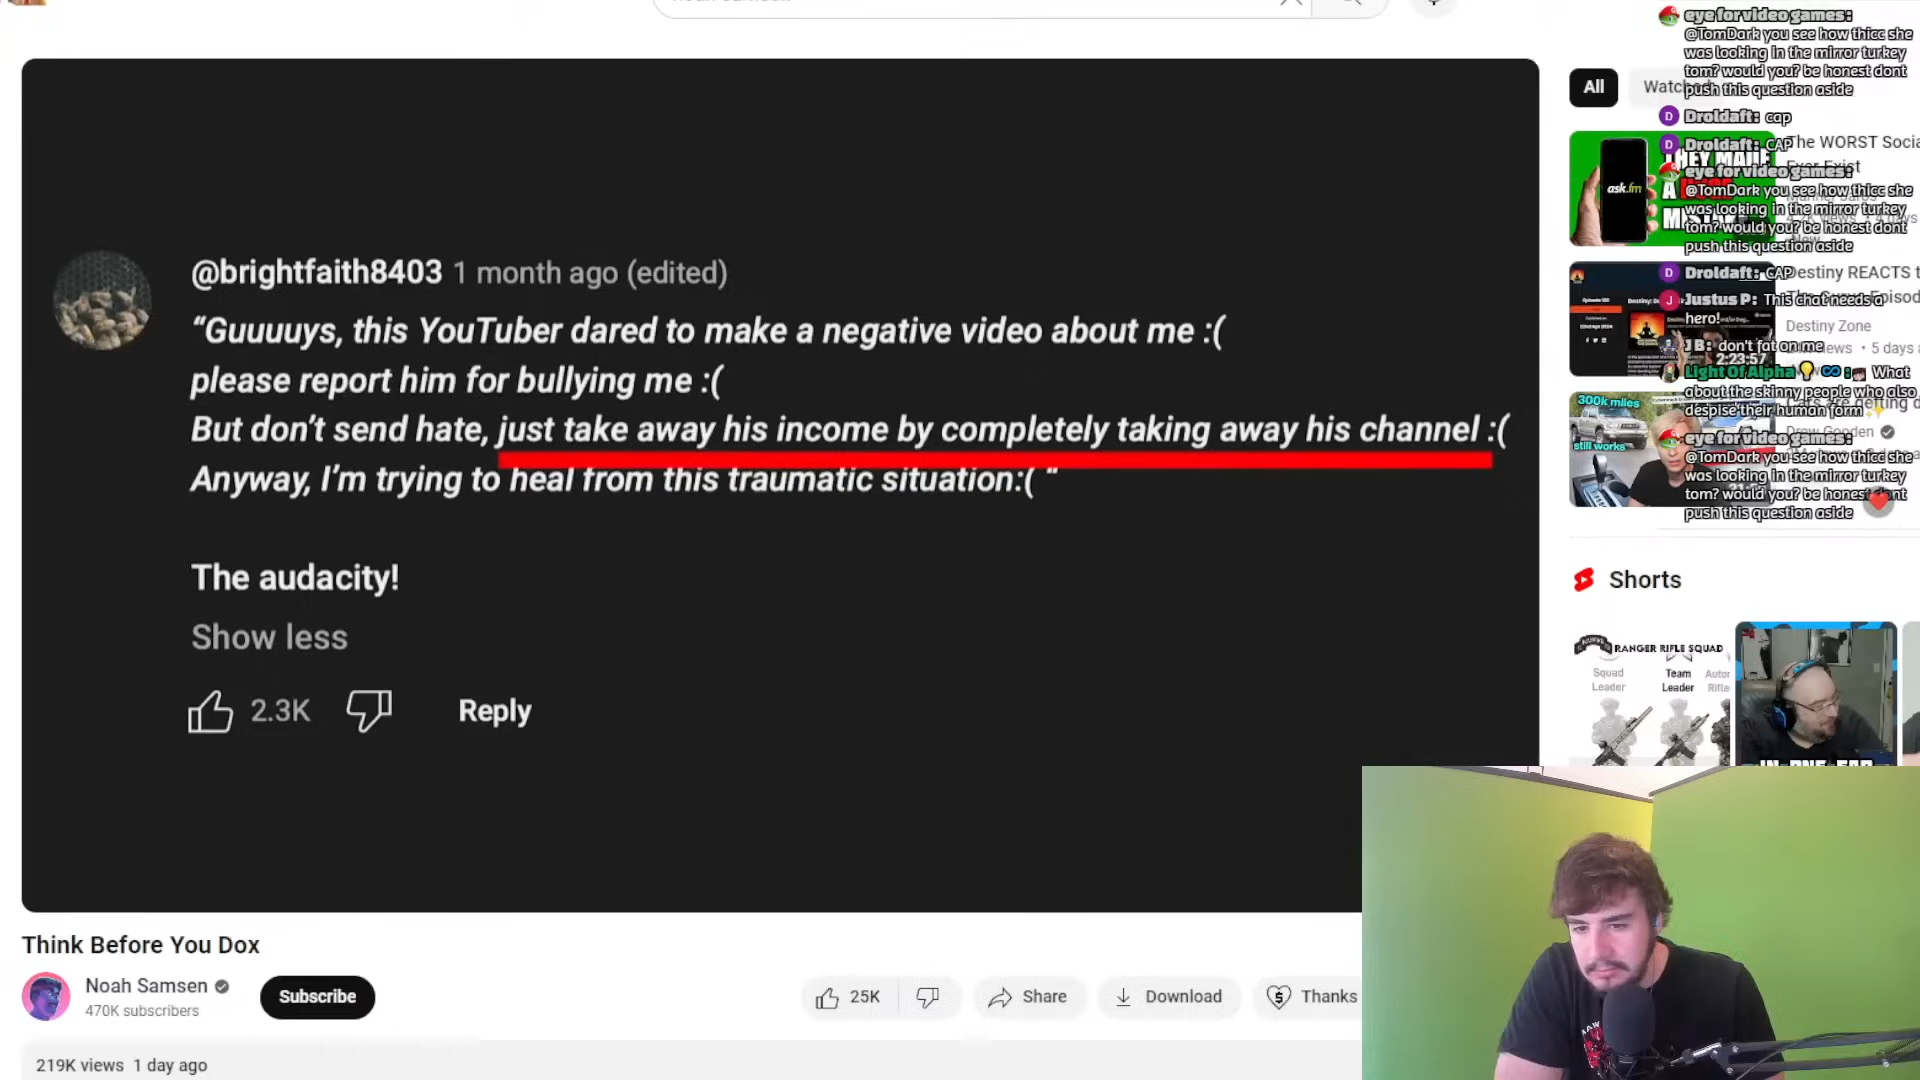 @brightfaith8403 1 month ago (edited)
“Guuuuys, this YouTuber dared to make a negative video about me :(
please report him for bullying me :(
But don’t send hate, just take away his income by completely taking away his channel :(
Anyway, I’m trying to heal from this traumatic situation:( “
The audacity!
Show less
2.3K
Reply
Think Before You Dox
Noah Samsen
470K subscribers
Subscribe
25K
Share
Download
Thanks
219K views 1 day ago
eye for video games:
@TomDark you see how thicc she
was looking in the mirror turkey
tom? would you? be honest dont
push this question aside
All
Droldaft: cap
Droldaft: CAP
The WORST Socia
Ever Exist
THEY MADE
A
ask.fm
eye for video games:
@TomDark you see how thicc she
was looking in the mirror turkey
tom? would you? be honest dont
push this question aside
Droldaft: CAP
Destiny REACTS t
Justus P: This chat needs a
hero!
Episod
Destiny Zone
J B: don't fat on me
5 days a
2:23:57
Light Of Alpha: What
about the skinny people who also
despise their human form
300k miles
still works
eye for video games:
@TomDark you see how thicc she
was looking in the mirror turkey
tom? would you? be honest dont
push this question aside
Shorts
RANGER RIFLE SQUAD
Squad
Leader
Team
Leader